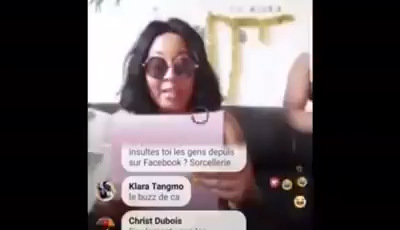 insultes toi les gens depuis
sur Facebook ? Sorcellerie
Klara Tangmo
le buzz de ca
Christ Dubois